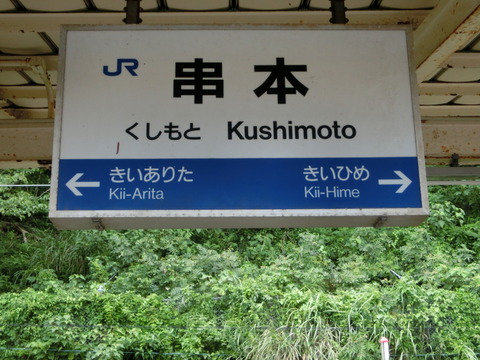 JR 串本
くしもと Kushimoto
← きいありた きいひめ →
Kii-Arita Kii-Hime